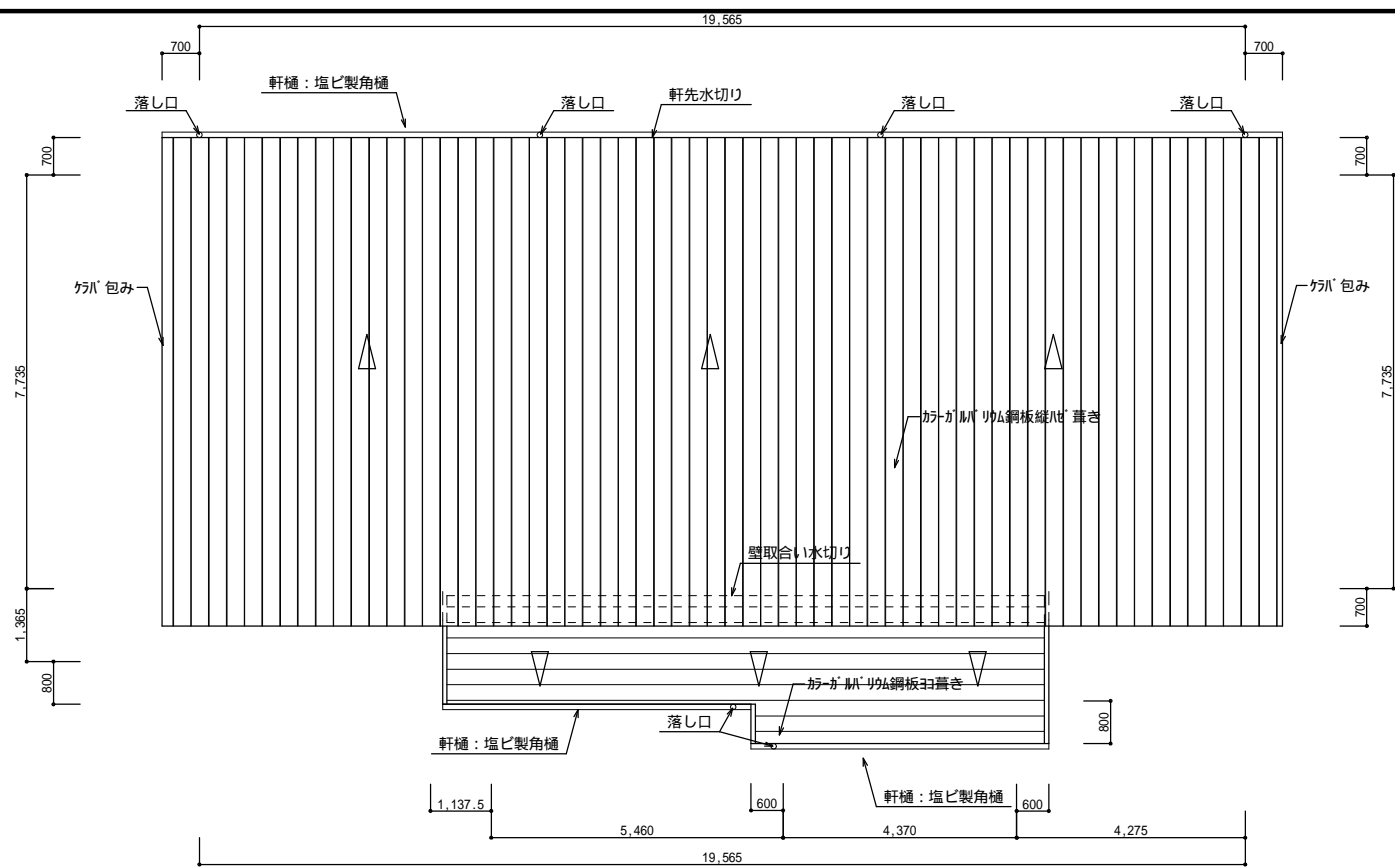 19,565
700
700
軒樋：塩ビ製角樋
落し口
落し口
軒先水切り
落し口
落し口
700
700
ｹﾗﾊﾞ包み
ｹﾗﾊﾞ包み
7,735
7,735
ｶﾗｰｶﾞﾙﾊﾞﾘｳﾑ鋼板縦ﾊｾﾞ葺き
壁取合い水切り
1,365
700
800
ｶﾗｰｶﾞﾙﾊﾞﾘｳﾑ鋼板ﾖｺ葺き
落し口
800
軒樋：塩ビ製角樋
軒樋：塩ビ製角樋
1,137.5
600
600
5,460
4,370
4,275
19,565